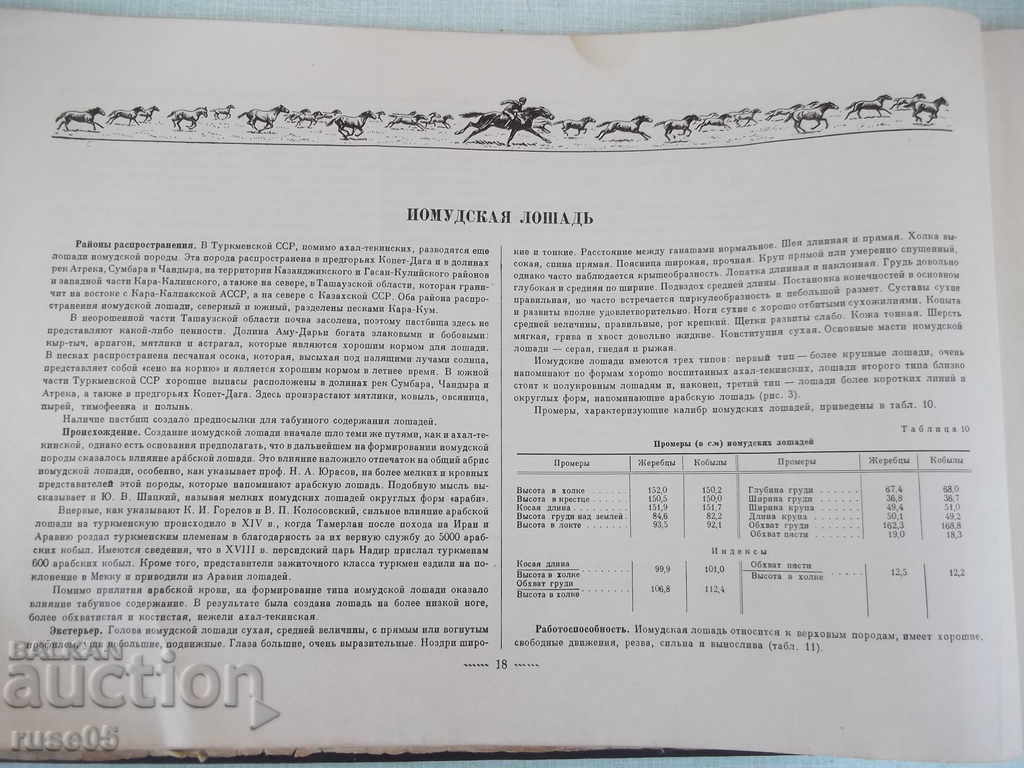 ИОМУДСКАЯ ЛОШАДЬ
Районы распространения. В Туркменской ССР, помимо ахал-текинских, разводятся еще
лошади иомудской породы. Эта порода распространена в предгорьях Копет-Дага и в долинах
рек Атрека, Сумбара и Чандыра, на территории Казанджикского и Гасан-Кулийского районов
и западной части Кара-Калинского, а также на севере, в Ташаузской области, которая грани-
чит на востоке с Кара-Калпакской АССР, а на севере с Казахской ССР. Оба района распро-
странения иомудской лошади, северный и южный, разделены песками Кара-Кум.
В неорошенной части Ташаузской области почва засолена, поэтому пастбища здесь не
представляют какой-либо ценности. Долина Аму-Дарьи богата злаковыми и бобовыми:
кыр-тыч, арпагон, мятлики и астрагал, которые являются хорошим кормом для лошади.
В песках распространена песчаная осока, которая, высыхая под палящими лучами солнца,
представляет собой «сено на корню» и является хорошим кормом в летнее время. В южной
части Туркменской ССР хорошие выпасы расположены в долинах рек Сумбара, Чандыра и
Атрека, а также в предгорьях Копет-Дага. Здесь произрастают мятлики, ковыль, овсяница,
пырей, тимофеевка и полынь.
Наличие пастбищ создало предпосылки для табунного содержания лошадей.
Происхождение. Создание иомудской лошади вначале шло теми же путями, как и ахал-те-
кинской, однако есть основания предполагать, что в дальнейшем на формировании иомудской
породы сказалось влияние арабской лошади. Это влияние наложило отпечаток на общий абрис
иомудской лошади, особенно, как указывает проф. Н. А. Юрасов, на более мелких и кровных
представителей этой породы, которые напоминают арабскую лошадь. Подобную мысль вы-
сказывает и Ю. В. Шацкий, называя мелких иомудских лошадей округлых форм «араби».
Впервые, как указывают К. И. Горелов и В. П. Колосовский, сильное влияние арабской
лошади на туркменскую происходило в XIV в., когда Тамерлан после похода на Иран и
Аравию роздал туркменским племенам в благодарность за их верную службу до 5000 араб-
ских кобыл. Имеются сведения, что в XVIII в. персидский царь Надир прислал туркменам
600 арабских кобыл. Кроме того, представители зажиточного класса туркмен ездили на по-
клонение в Мекку и приводили из Аравии лошадей.
Помимо прилития арабской крови, на формирование типа иомудской лошади оказало
влияние табунное содержание. В результате была создана лошадь на более низкой ноге,
более обхватистая и костистая, нежели ахал-текинская.
Экстерьер. Голова иомудской лошади сухая, средней величины, с прямым или вогнутым
профилем, уши небольшие, подвижные. Глаза большие, очень выразительные. Ноздри широ-
кие и тонкие. Расстояние между ганашами нормальное. Шея длинная и прямая. Холка вы-
сокая, спина прямая. Поясница широкая, прочная. Круп прямой или умеренно спущенный,
однако часто наблюдается крышеобразность. Лопатка длинная и наклонная. Грудь довольно
глубокая и средняя по ширине. Подвздох средней длины. Постановка конечностей в основном
правильная, но часто встречается циркулеобразность и небольшой размет. Суставы сухие
и развиты вполне удовлетворительно. Ноги сухие с хорошо отбитыми сухожилиями. Копыта
средней величины, правильные, рог крепкий. Щетки развиты слабо. Кожа тонкая. Шерсть
мягкая, грива и хвост довольно жидкие. Конституция сухая. Основные масти иомудской
лошади — серая, гнедая и рыжая.
Иомудские лошади имеются трех типов: первый тип — более крупные лошади, очень
напоминают по формам хорошо воспитанных ахал-текинских, лошади второго типа близко
стоят к полукровным лошадям и, наконец, третий тип — лошади более коротких линий и
округлых форм, напоминающие арабскую лошадь (рис. 3).
Промеры, характеризующие калибр иомудских лошадей, приведены в табл. 10.
Таблица 10
Промеры (в см) иомудских лошадей
Промеры Жеребцы Кобылы Промеры Жеребцы Кобылы
Высота в холке 152,0 150,2 Глубина груди 67,4 68,0
Высота в крестце 150,5 150,0 Ширина груди 36,8 36,7
Косая длина 151,9 151,7 Ширина крупа 49,4 51,0
Высота груди над землей 84,6 82,2 Длина крупа 50,1 49,2
Высота в локте 93,5 92,1 Обхват груди 162,3 168,8
Обхват пясти 19,0 18,3
Индексы
Косая длина
Высота в холке 99,9 101,0 Обхват пясти
Высота в холке 12,5 12,2
Обхват груди
Высота в холке 106,8 112,4
Работоспособность. Иомудская лошадь относится к верховым породам, имеет хорошие,
свободные движения, резва, сильна и вынослива (табл. 11).
18
BALKAN
auction
ruse05